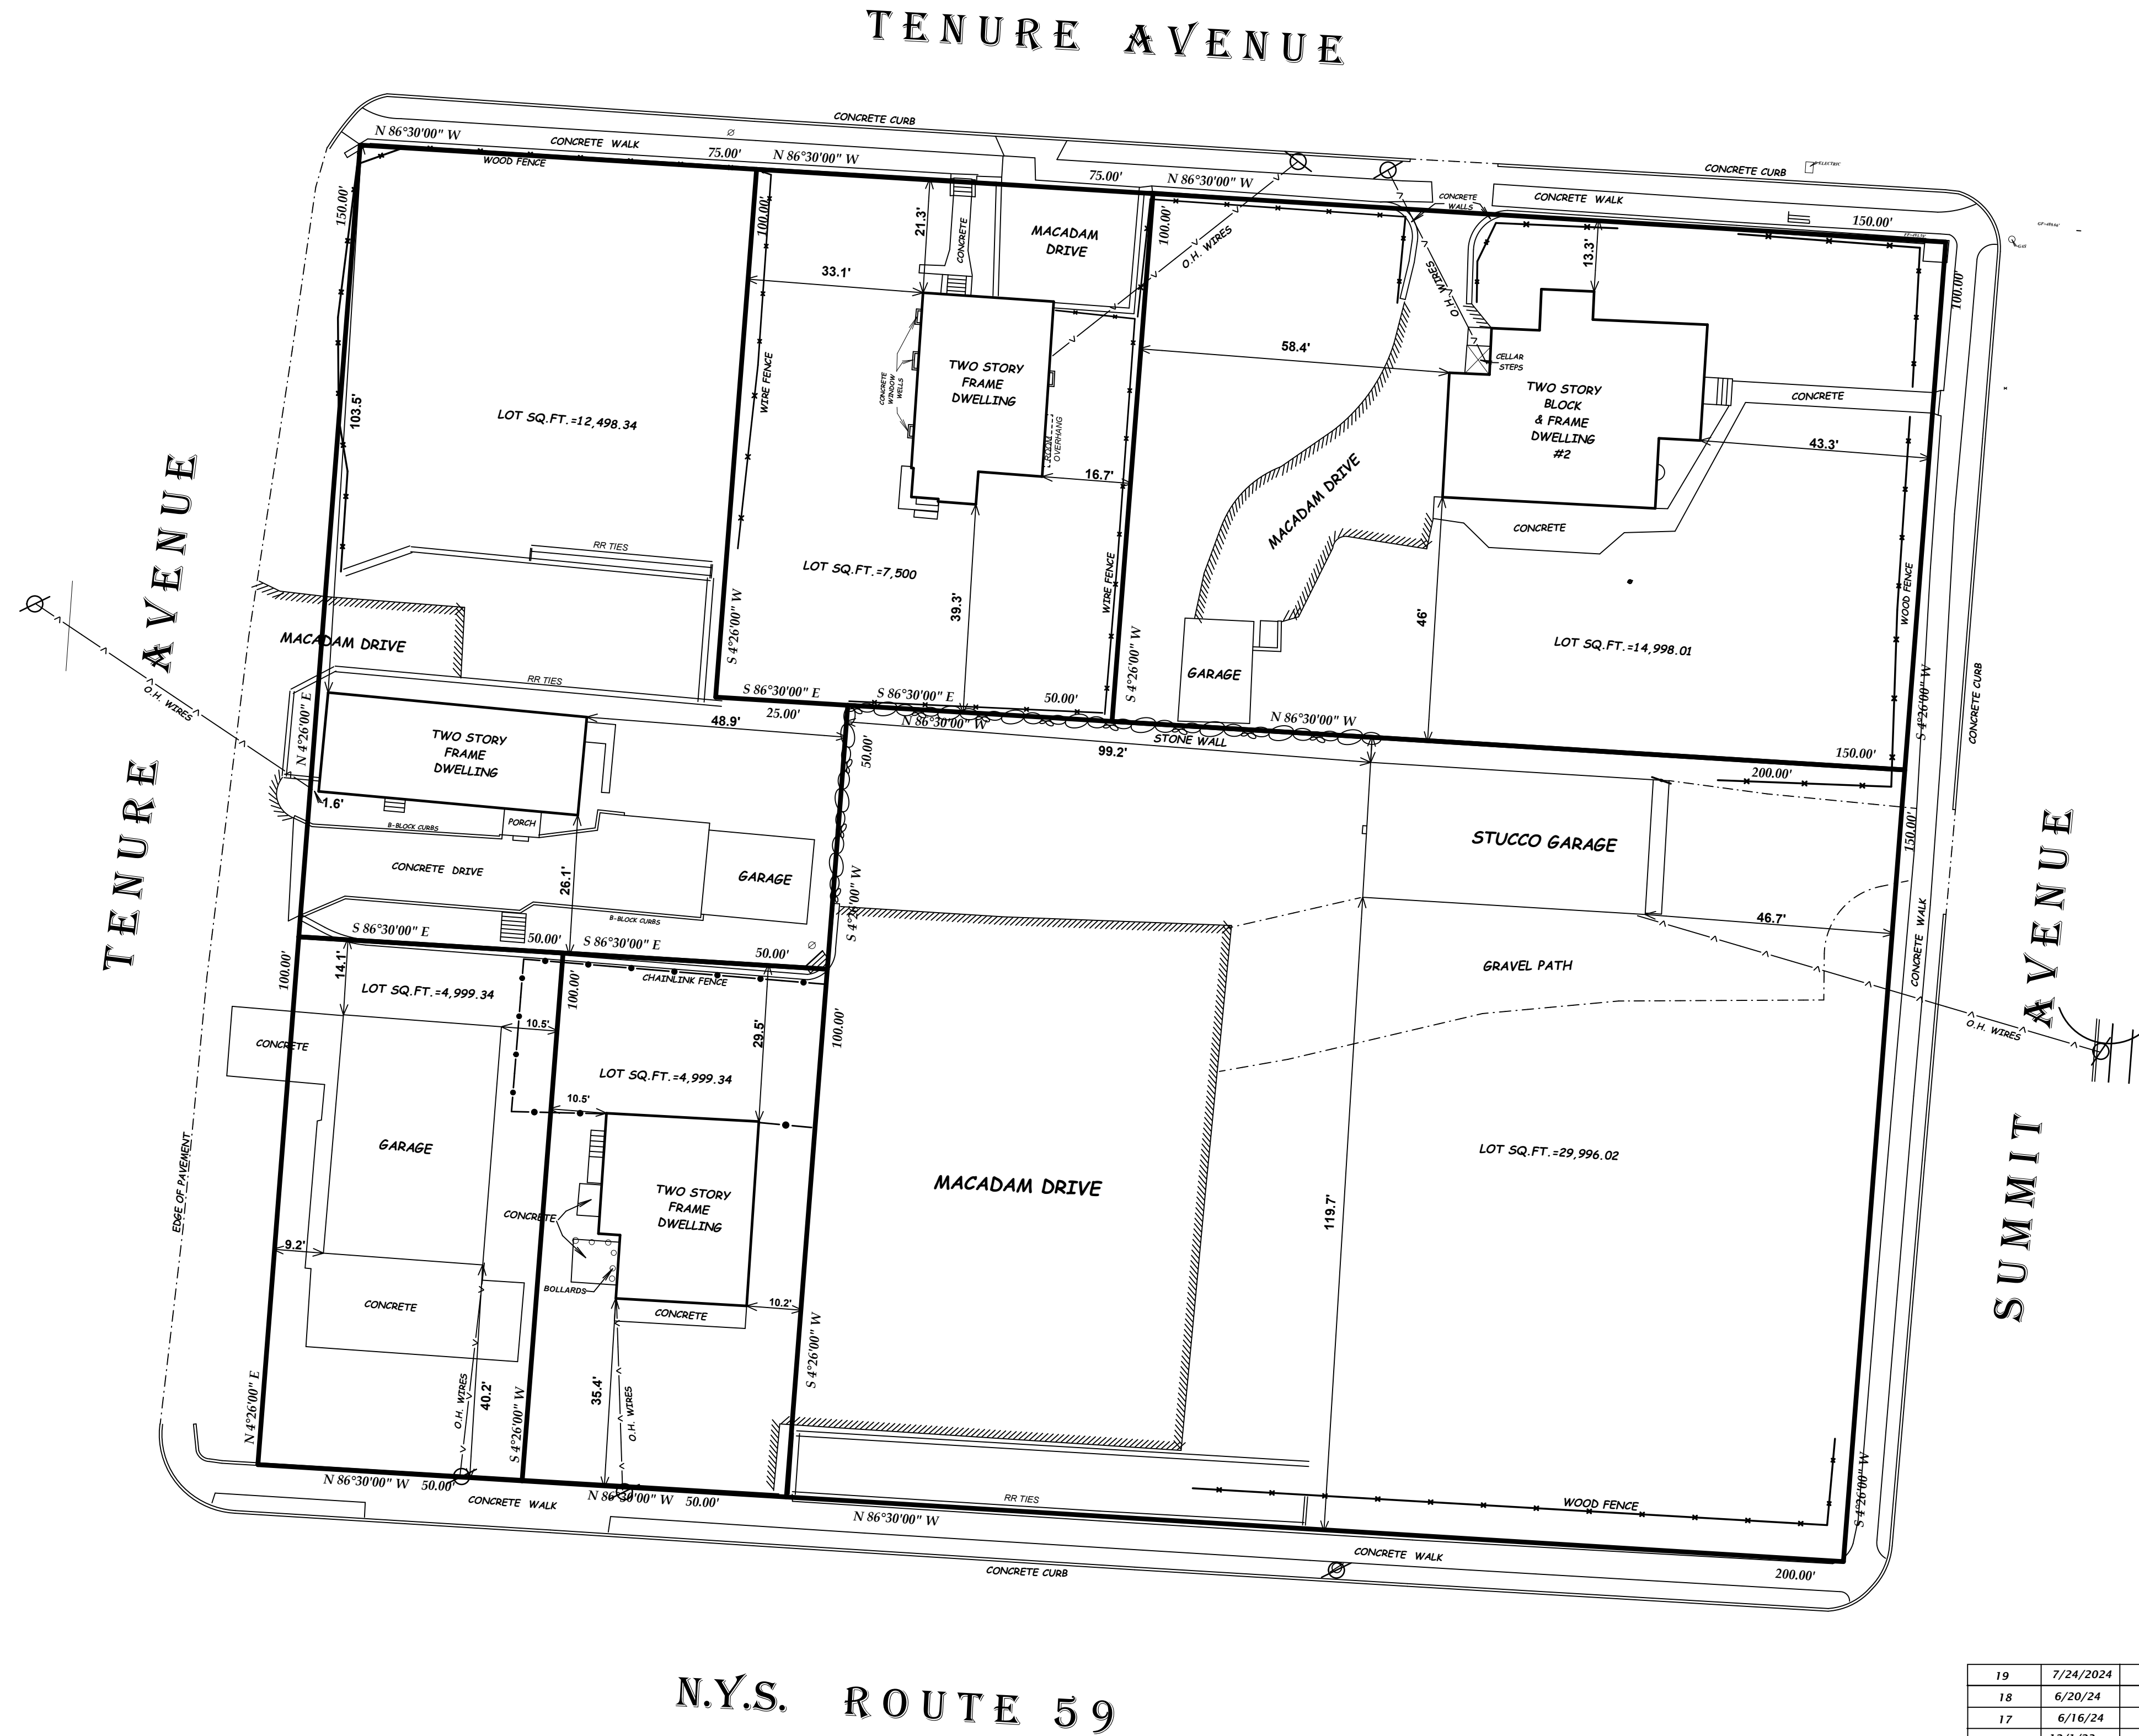 TENURE AVENUE
CONCRETE CURB
N 86°30'00" W
CONCRETE WALK
75.00'
N 86°30'00" W
WOOD FENCE
75.00'
N 86°30'00" W
CONCRETE CURB
CONCRETE WALK
CONCRETE
WALLS
150.00'
150.00'
100.00'
21.3'
CONCRETE
MACADAM
DRIVE
100.00'
O.H. WIRES
O.H. WIRES
13.3'
100.00'
33.1'
58.4'
103.5'
LOT SQ.FT.=12,498.34
WIRE FENCE
CONCRETE
WINDOW
WELLS
TWO STORY
FRAME
DWELLING
ROOM
OVERHANG
16.7'
CELLAR
STEPS
TWO STORY
BLOCK
& FRAME
DWELLING
#2
CONCRETE
43.3'
MACADAM DRIVE
CONCRETE
RR TIES
LOT SQ.FT.=7,500
39.3'
WIRE FENCE
S 4°26'00" W
S 4°26'00" W
46'
WOOD FENCE
LOT SQ.FT.=14,998.01
GARAGE
S 4°26'00" W
CONCRETE CURB
TENURE AVENUE
MACADAM DRIVE
RR TIES
O.H. WIRES
N 4°26'00" E
S 86°30'00" E
25.00'
S 86°30'00" E
50.00'
N 86°30'00" W
N 86°30'00" W
STONE WALL
99.2'
48.9'
50.00'
150.00'
200.00'
150.00'
TWO STORY
FRAME
DWELLING
1.6'
B-BLOCK CURBS
PORCH
CONCRETE DRIVE
26.1'
GARAGE
B-BLOCK CURBS
S 4°26'00" W
STUCCO GARAGE
46.7'
CONCRETE WALK
GRAVEL PATH
O.H. WIRES
SUMMIT AVENUE
S 86°30'00" E
50.00'
S 86°30'00" E
50.00'
CHAINLINK FENCE
100.00'
14.1'
LOT SQ.FT.=4,999.34
100.00'
10.5'
29.5'
100.00'
CONCRETE
LOT SQ.FT.=4,999.34
10.5'
GARAGE
EDGE OF PAVEMENT
TWO STORY
FRAME
DWELLING
CONCRETE
BOLLARDS
CONCRETE
10.2'
9.2'
CONCRETE
MACADAM DRIVE
LOT SQ.FT.=29,996.02
119.7'
N 4°26'00" E
O.H. WIRES
40.2'
S 4°26'00" W
35.4'
O.H. WIRES
S 4°26'00" W
S 4°26'00" W
N 86°30'00" W
50.00'
CONCRETE WALK
N 86°30'00" W
50.00'
N 86°30'00" W
RR TIES
WOOD FENCE
CONCRETE WALK
CONCRETE CURB
200.00'
N.Y.S. ROUTE 59
19 7/24/2024
18 6/20/24
17 6/16/24